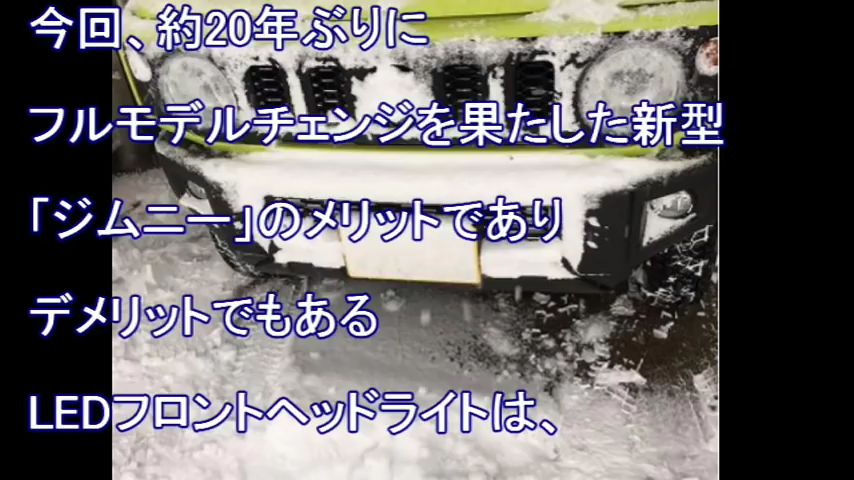 今回、約20年ぶりに
フルモデルチェンジを果たした新型
「ジムニー」のメリットであり
デメリットでもある
LEDフロントヘッドライトは、